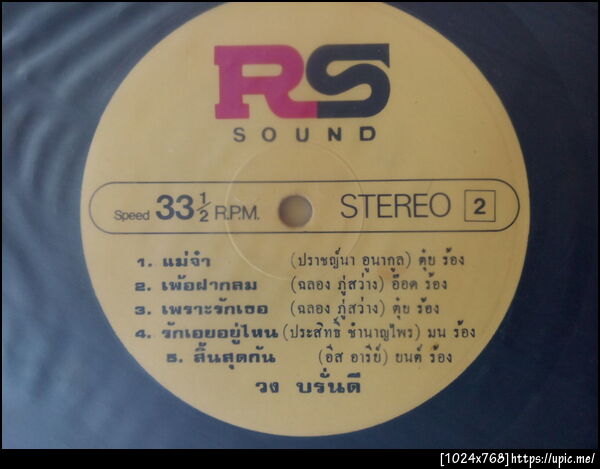 RS
SOUND
Speed 33 1/2 R.P.M. STEREO 2
1. แม่จ๋า (ปราชญ์นา อูนากูล) ตุ๋ย ร้อง
2. เพ้อฝากลม (ฉลอง ภู่สว่าง) อ๊อด ร้อง
3. เพราะรักเธอ (ฉลอง ภู่สว่าง) ตุ๋ย ร้อง
4. รักเอยอยู่ไหน (ประสิทธิ์ ชำนาญไพร) มน ร้อง
5. สิ้นสุดกัน (อิส อารีย์) ยนต์ ร้อง
วง บรั่นดี
[1024x768]https://upic.me/